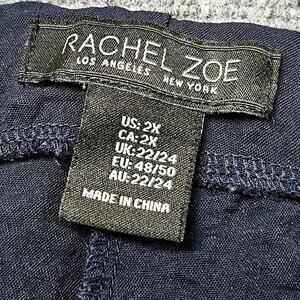 RACHEL ZOE
LOS ANGELES NEW YORK
US: 2X
CA: 2X
UK: 22/24
EU: 48/50
AU: 22/24
MADE IN CHINA